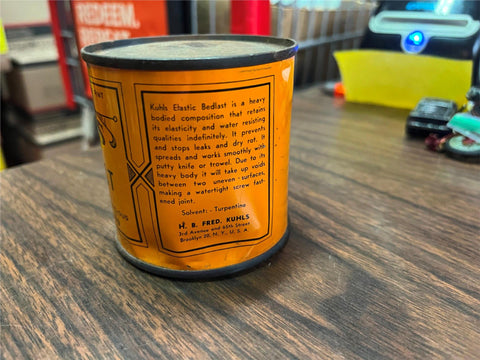 REDEEM.
Kuhls Elastic Bedlast is a heavy
bodied composition that retains
its elasticity and water resisting
qualities indefinitely. It prevents
and stops leaks and dry rot. It
spreads and works smoothly with
putty knife or trowel. Due to its
heavy body it will take up voids
between two uneven surfaces,
making a watertight screw fast-
ened joint.
Solvent: - Turpentine
H. B. FRED. KUHLS
3rd Avenue and 65th Street
Brooklyn 20, N. Y., U. S. A